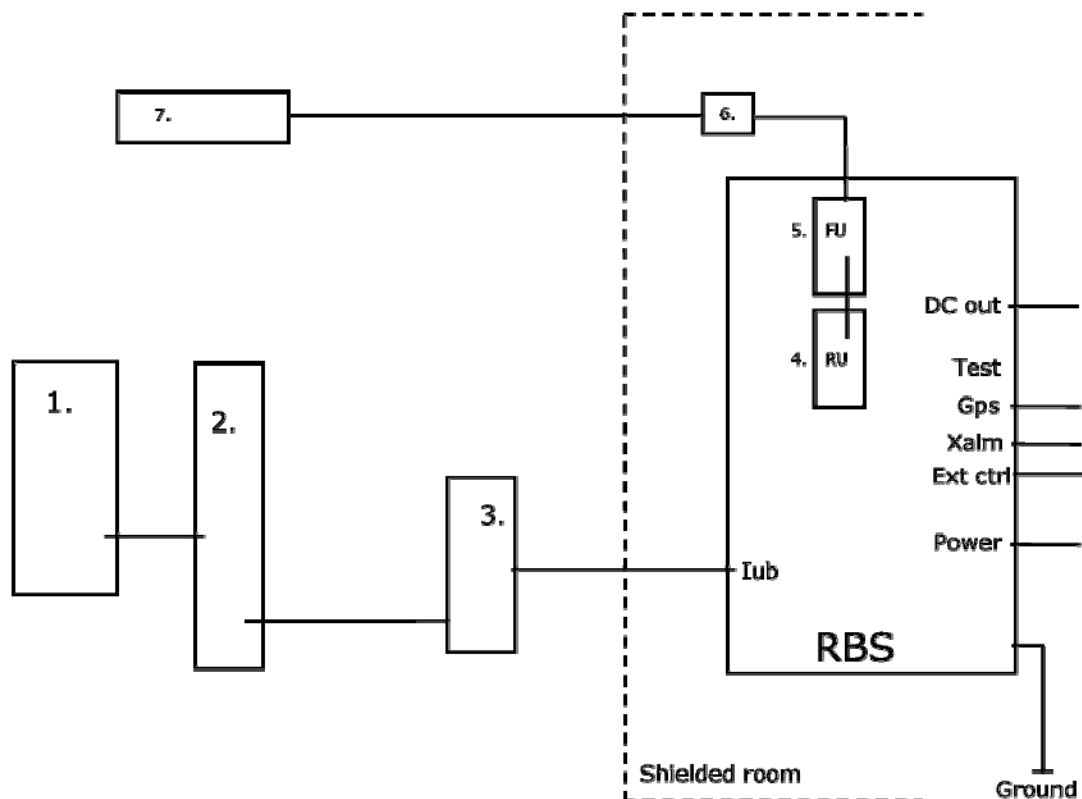 7.
6.
5. FU
DC out
4. RU
Test
1.
Gps
2.
Xalm
Ext ctrl
3.
Power
Iub
RBS
Shielded room
Ground